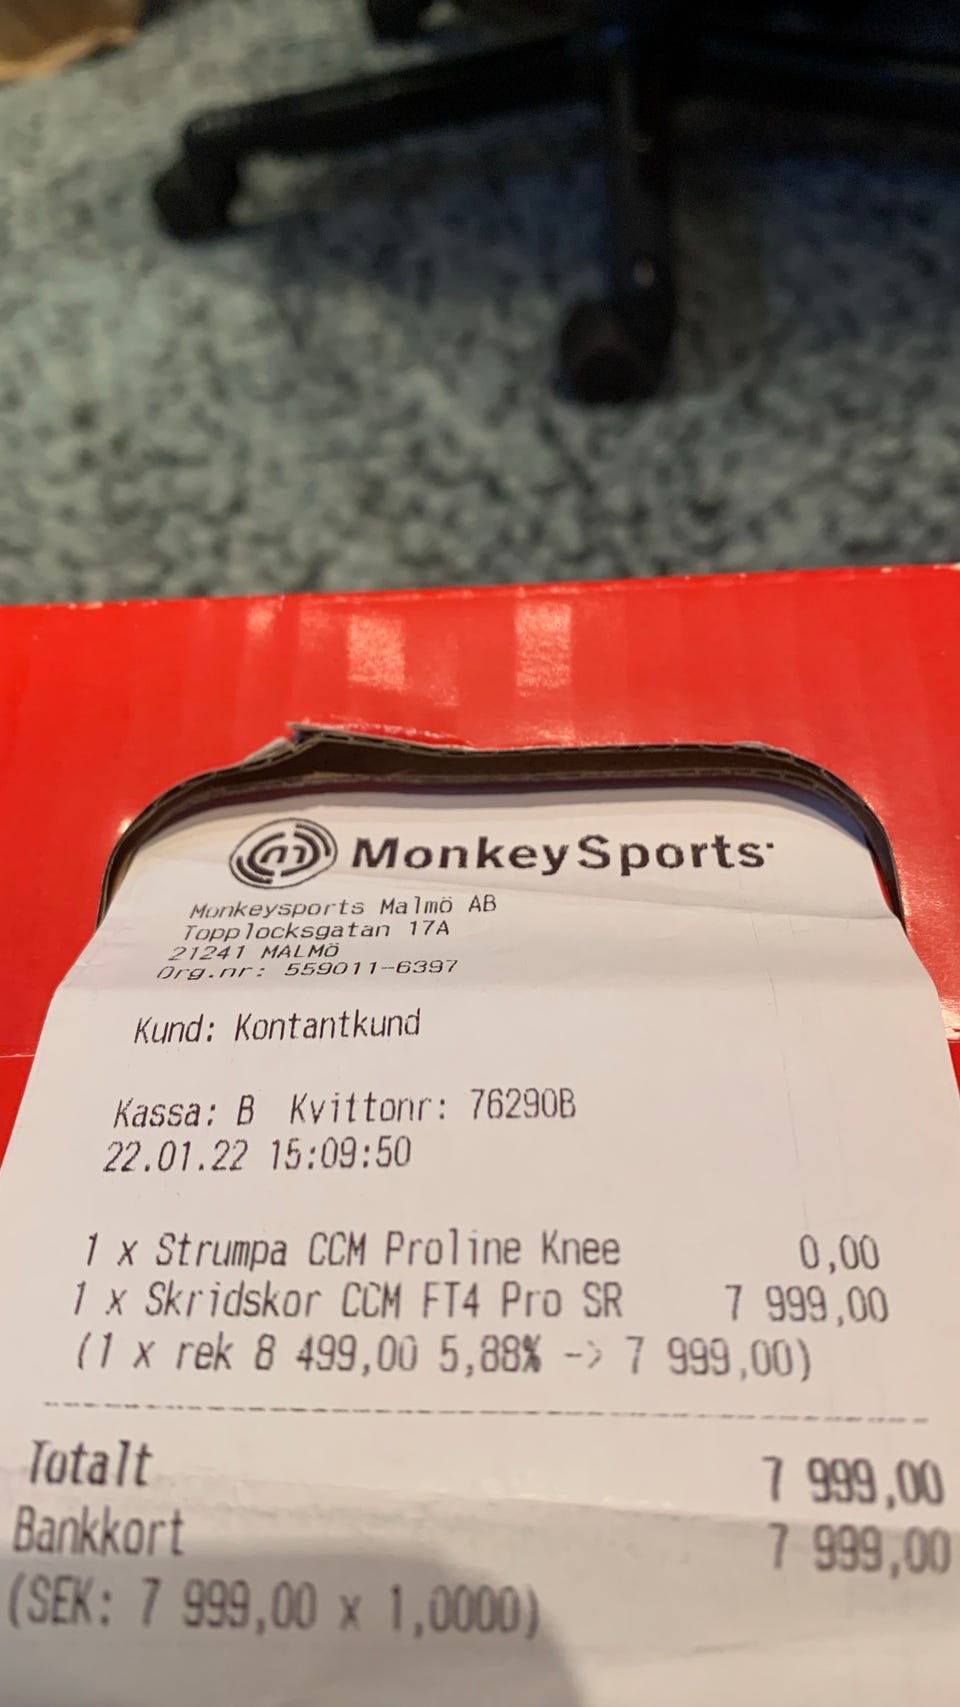 MonkeySports
Monkeysports Malmö AB
Topplocksgatan 17A
21241 MALMÖ
Org.nr: 559011-6397
Kund: Kontantkund
Kassa: B Kvittonr: 76290B
22.01.22 15:09:50
1 x Strumpa CCM Proline Knee 0,00
1 x Skridskor CCM FT4 Pro SR 7 999,00
(1 x rek 8 499,00 5,88% -> 7 999,00)
Totalt 7 999,00
Bankkort 7 999,00
(SEK: 7 999,00 x 1,0000)